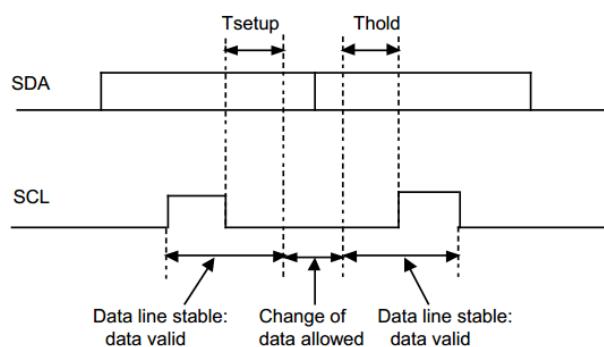 Tsetup Thold
SDA
SCL
Data line stable: Change of Data line stable:
data valid data allowed data valid